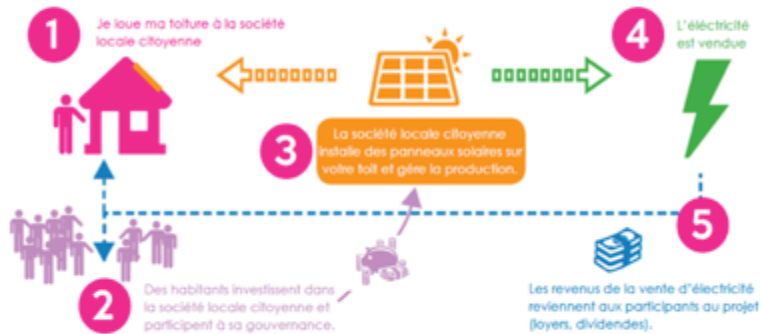 1
Je loue ma toiture à la société
locale citoyenne
2
Des habitants investissent dans
la société locale citoyenne et
participent à sa gouvernance.
3
La société locale citoyenne
installe des panneaux solaires sur
votre toit et gére la production.
4
L'éléctricité
est vendue
5
Les revenus de la vente d'électricité
reviennent aux participants au projet
(loyers, dividendes).